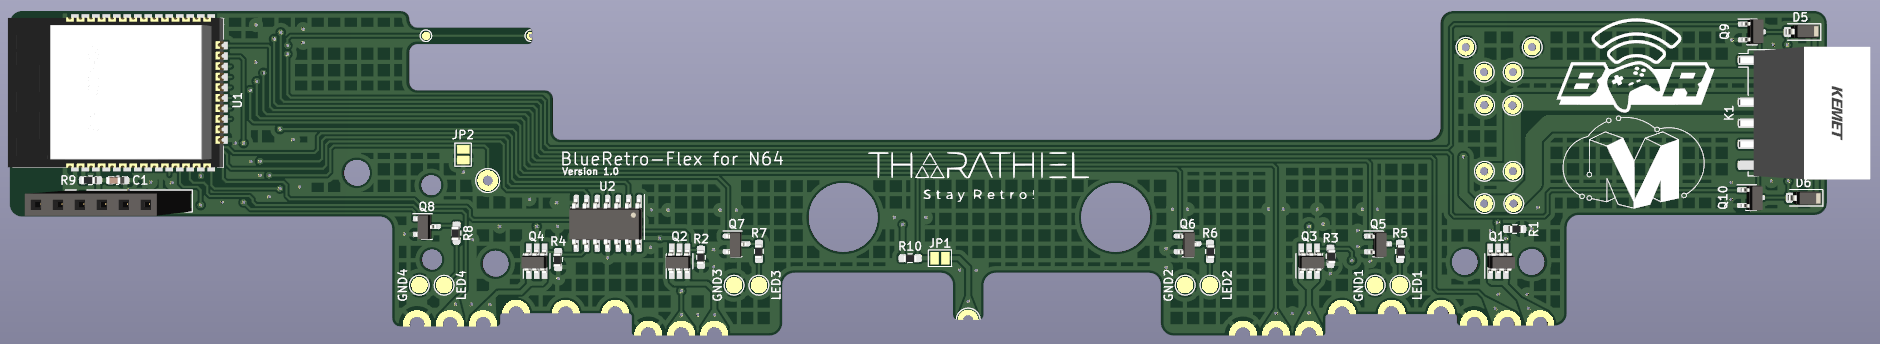 D5
Q9
BR
U1
K1
KEMET
JP2
BlueRetro-Flex for N64
Version 1.0
THARATHIEL
Stay Retro!
R9
C1
U2
D6
Q10
Q8
R8
Q4
R4
Q2
R2
Q7
R7
R10
JP1
Q6
R6
Q3
R3
Q5
R5
Q1
R1
GND4
LED4
GND3
LED3
GND2
LED2
GND1
LED1